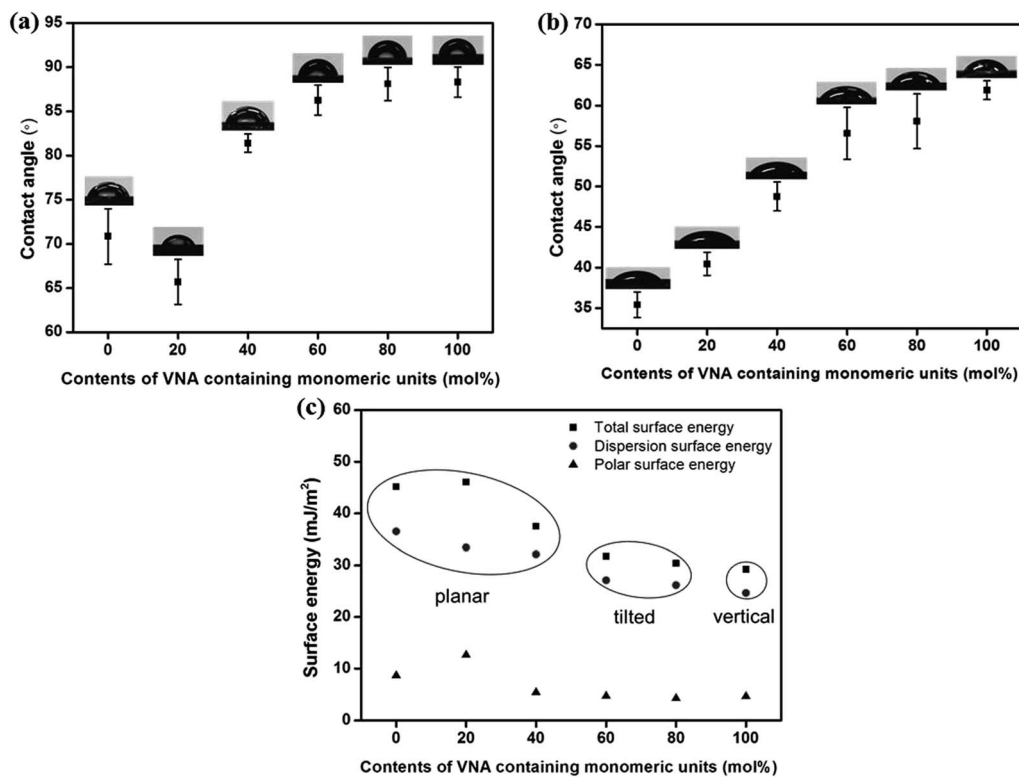 (a)
95
90
85
80
75
70
65
60
Contact angle (°)
0 20 40 60 80 100
Contents of VNA containing monomeric units (mol%)
(b)
70
65
60
55
50
45
40
35
Contact angle (°)
0 20 40 60 80 100
Contents of VNA containing monomeric units (mol%)
(c)
60
50
40
30
20
10
0
Surface energy (mJ/m²)
Total surface energy
Dispersion surface energy
Polar surface energy
planar
tilted
vertical
0 20 40 60 80 100
Contents of VNA containing monomeric units (mol%)